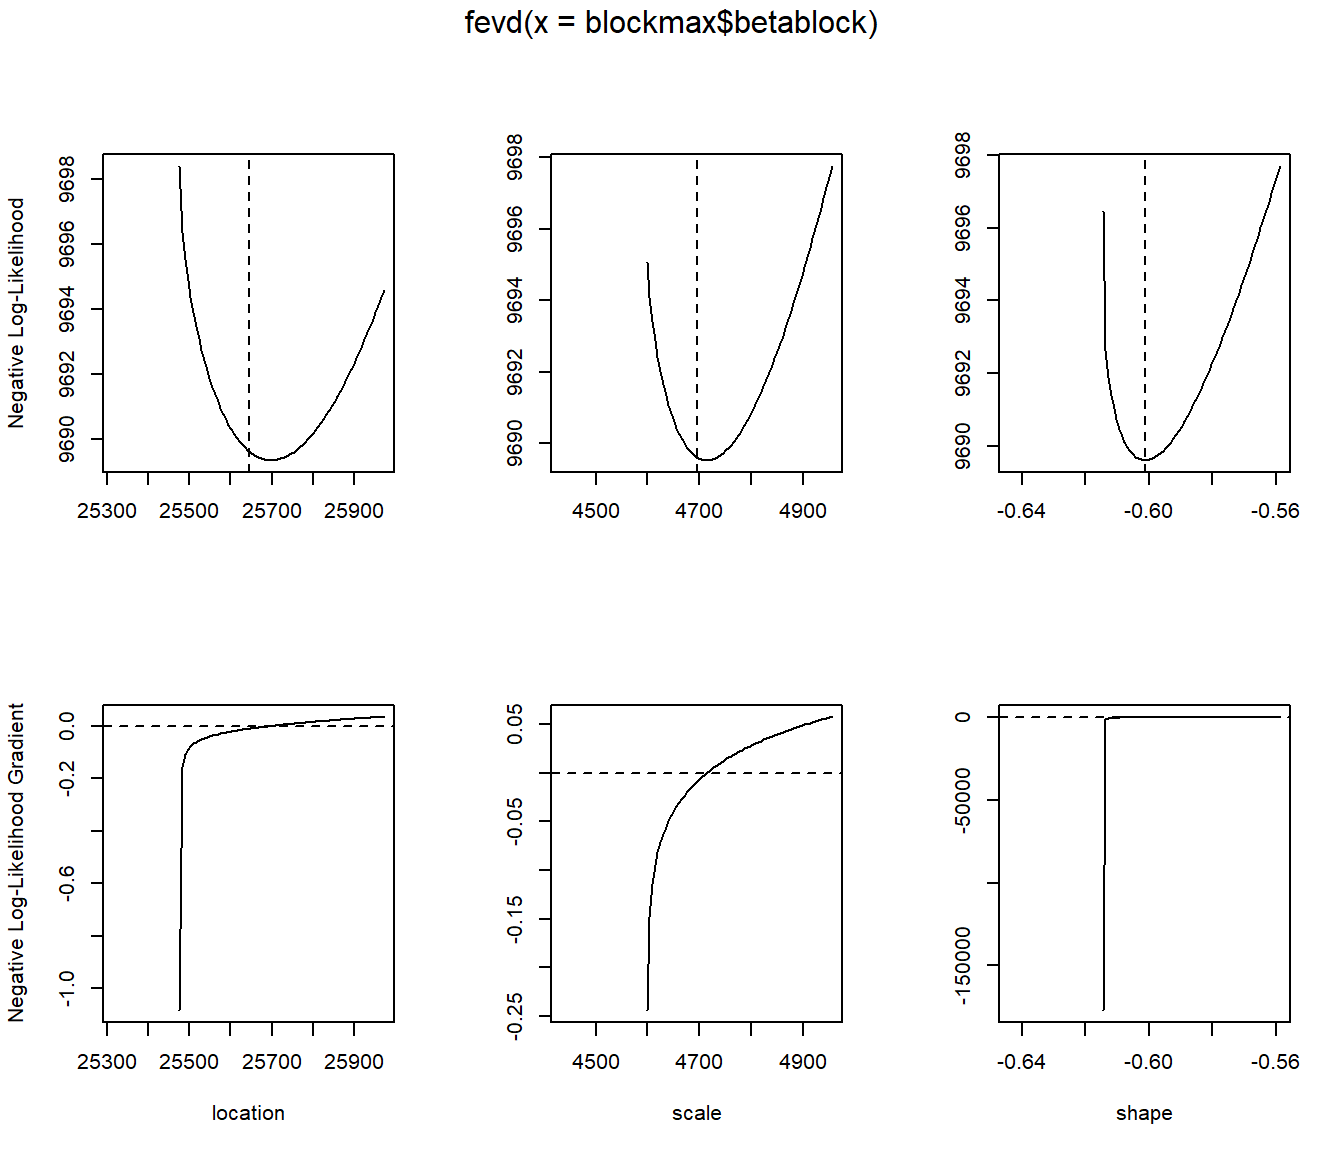 fevd(x = blockmax$betablock)
Negative Log-Likelihood
9690 9692 9694 9696 9698
25300 25500 25700 25900
9690 9692 9694 9696 9698
4500 4700 4900
9690 9692 9694 9696 9698
-0.64 -0.60 -0.56
Negative Log-Likelihood Gradient
-1.0 -0.6 -0.2 0.0
25300 25500 25700 25900
location
-0.25 -0.15 -0.05 0.05
4500 4700 4900
scale
-150000 -50000 0
-0.64 -0.60 -0.56
shape